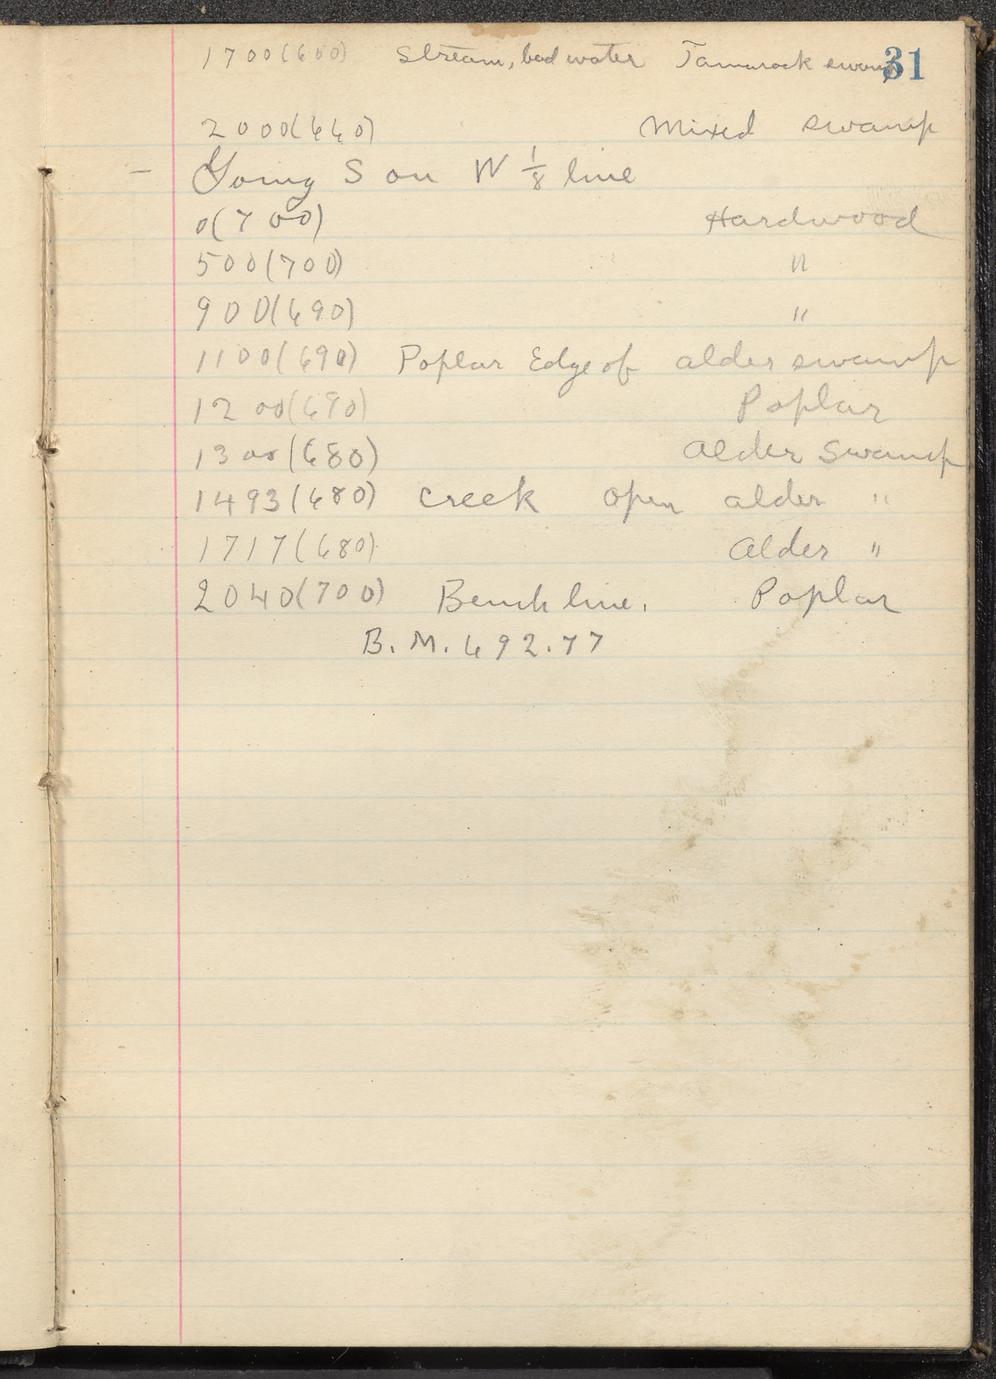 31
1700(660) Stream, bad water Tamarack swamp
2000(660) Mixed swamp
— Going S on W 1/8 line
0(700) Hardwood
500(700) "
900(690) "
1100(690) Poplar Edge of alder swamp
1200(690) Poplar
1300(680) Alder Swamp
1493(680) creek open alder "
1717(680) Alder "
2040(700) Bench line. Poplar
B.M. 692.77